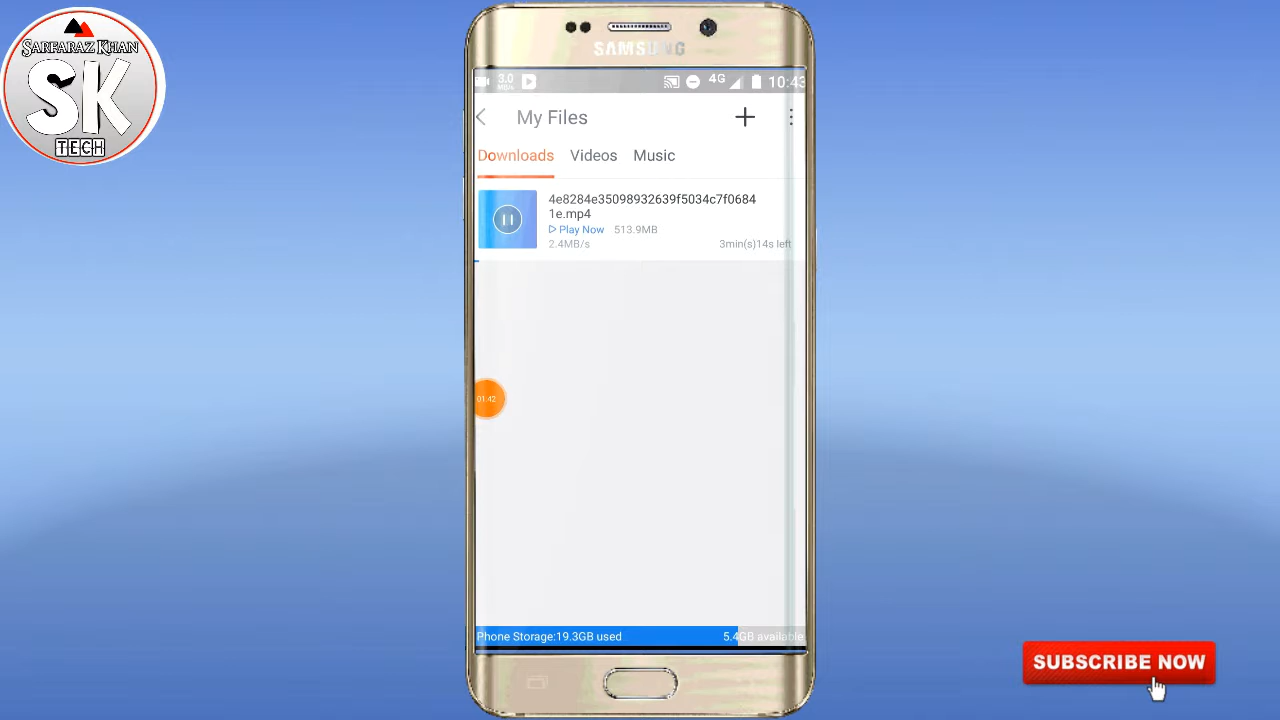 SARFARAZ KHAN
SK
TECH
SAMSUNG
3.0
MB/s
4G
10:43
My Files
Downloads
Videos
Music
4e8284e35098932639f5034c7f0684
1e.mp4
Play Now
513.9MB
2.4MB/s
3min(s)14s left
01:42
Phone Storage:19.3GB used
5.4GB available
SUBSCRIBE NOW